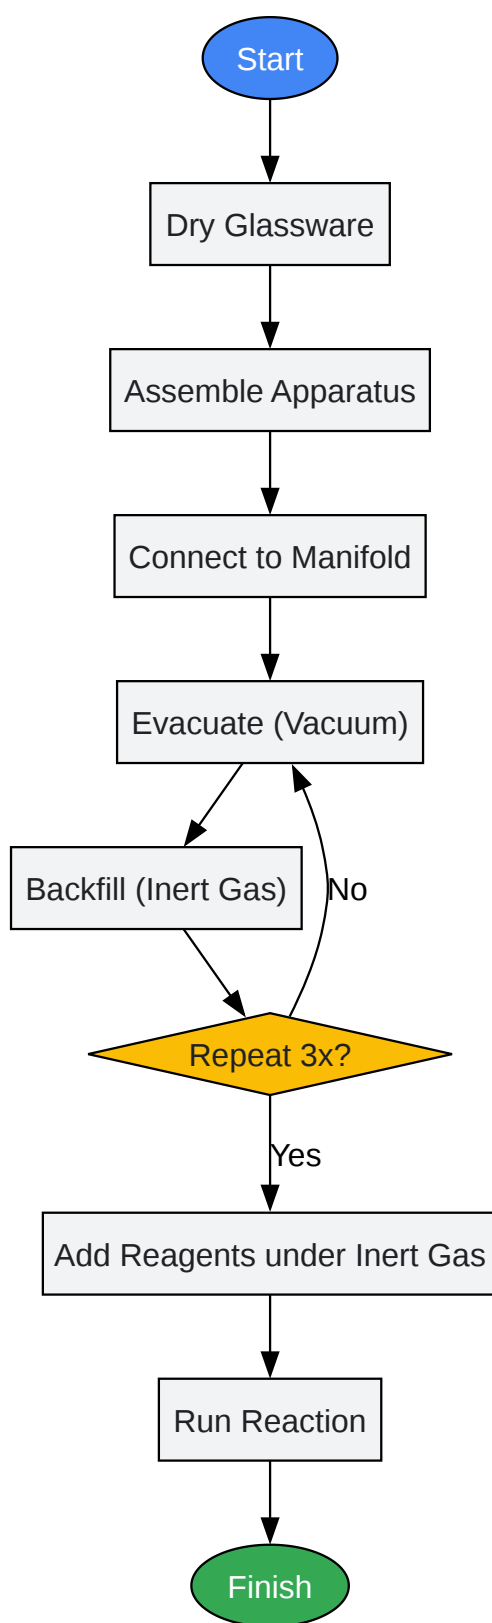 Start
Dry Glassware
Assemble Apparatus
Connect to Manifold
Evacuate (Vacuum)
Backfill (Inert Gas)
No
Repeat 3x?
Yes
Add Reagents under Inert Gas
Run Reaction
Finish